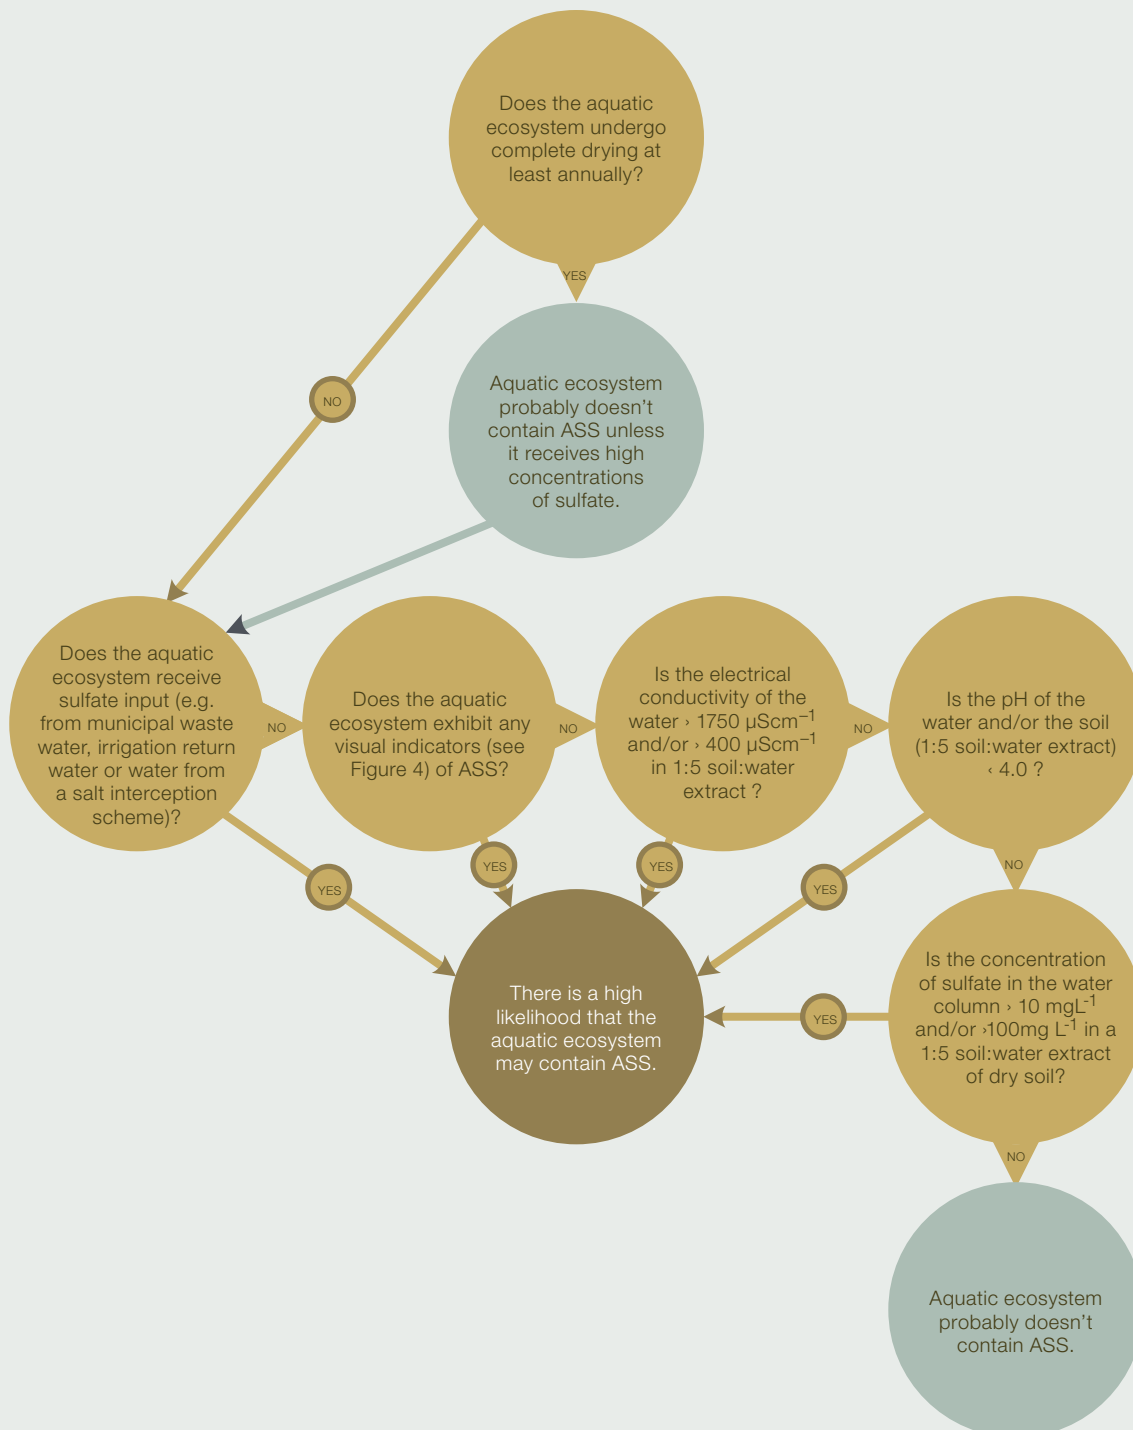 Does the aquatic
ecosystem undergo
complete drying at
least annually?
YES
NO
Aquatic ecosystem
probably doesn’t
contain ASS unless
it receives high
concentrations
of sulfate.
Does the aquatic
ecosystem receive
sulfate input (e.g.
from municipal waste
water, irrigation return
water or water from
a salt interception
scheme)?
NO
YES
Does the aquatic
ecosystem exhibit any
visual indicators (see
Figure 4) of ASS?
NO
YES
Is the electrical
conductivity of the
water › 1750 µScm⁻¹
and/or › 400 µScm⁻¹
in 1:5 soil:water
extract ?
NO
YES
Is the pH of the
water and/or the soil
(1:5 soil:water extract)
‹ 4.0 ?
YES
NO
There is a high
likelihood that the
aquatic ecosystem
may contain ASS.
Is the concentration
of sulfate in the water
column › 10 mgL⁻¹
and/or ›100mg L⁻¹ in a
1:5 soil:water extract
of dry soil?
YES
NO
Aquatic ecosystem
probably doesn’t
contain ASS.